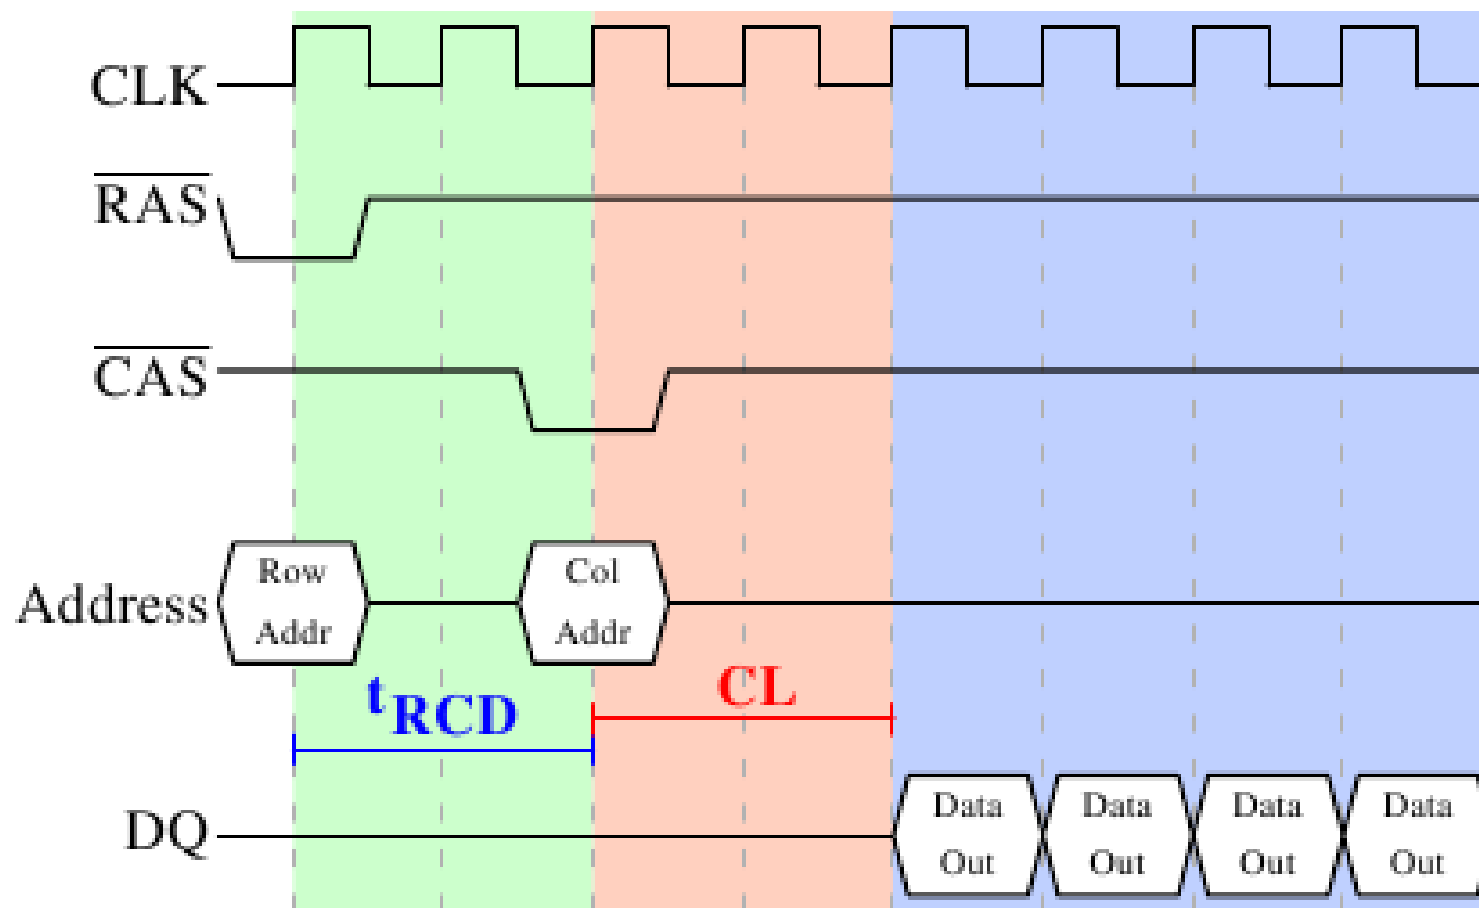 CLK
RAS
CAS
Address
Row
Addr
Col
Addr
tRCD
CL
DQ
Data
Out
Data
Out
Data
Out
Data
Out